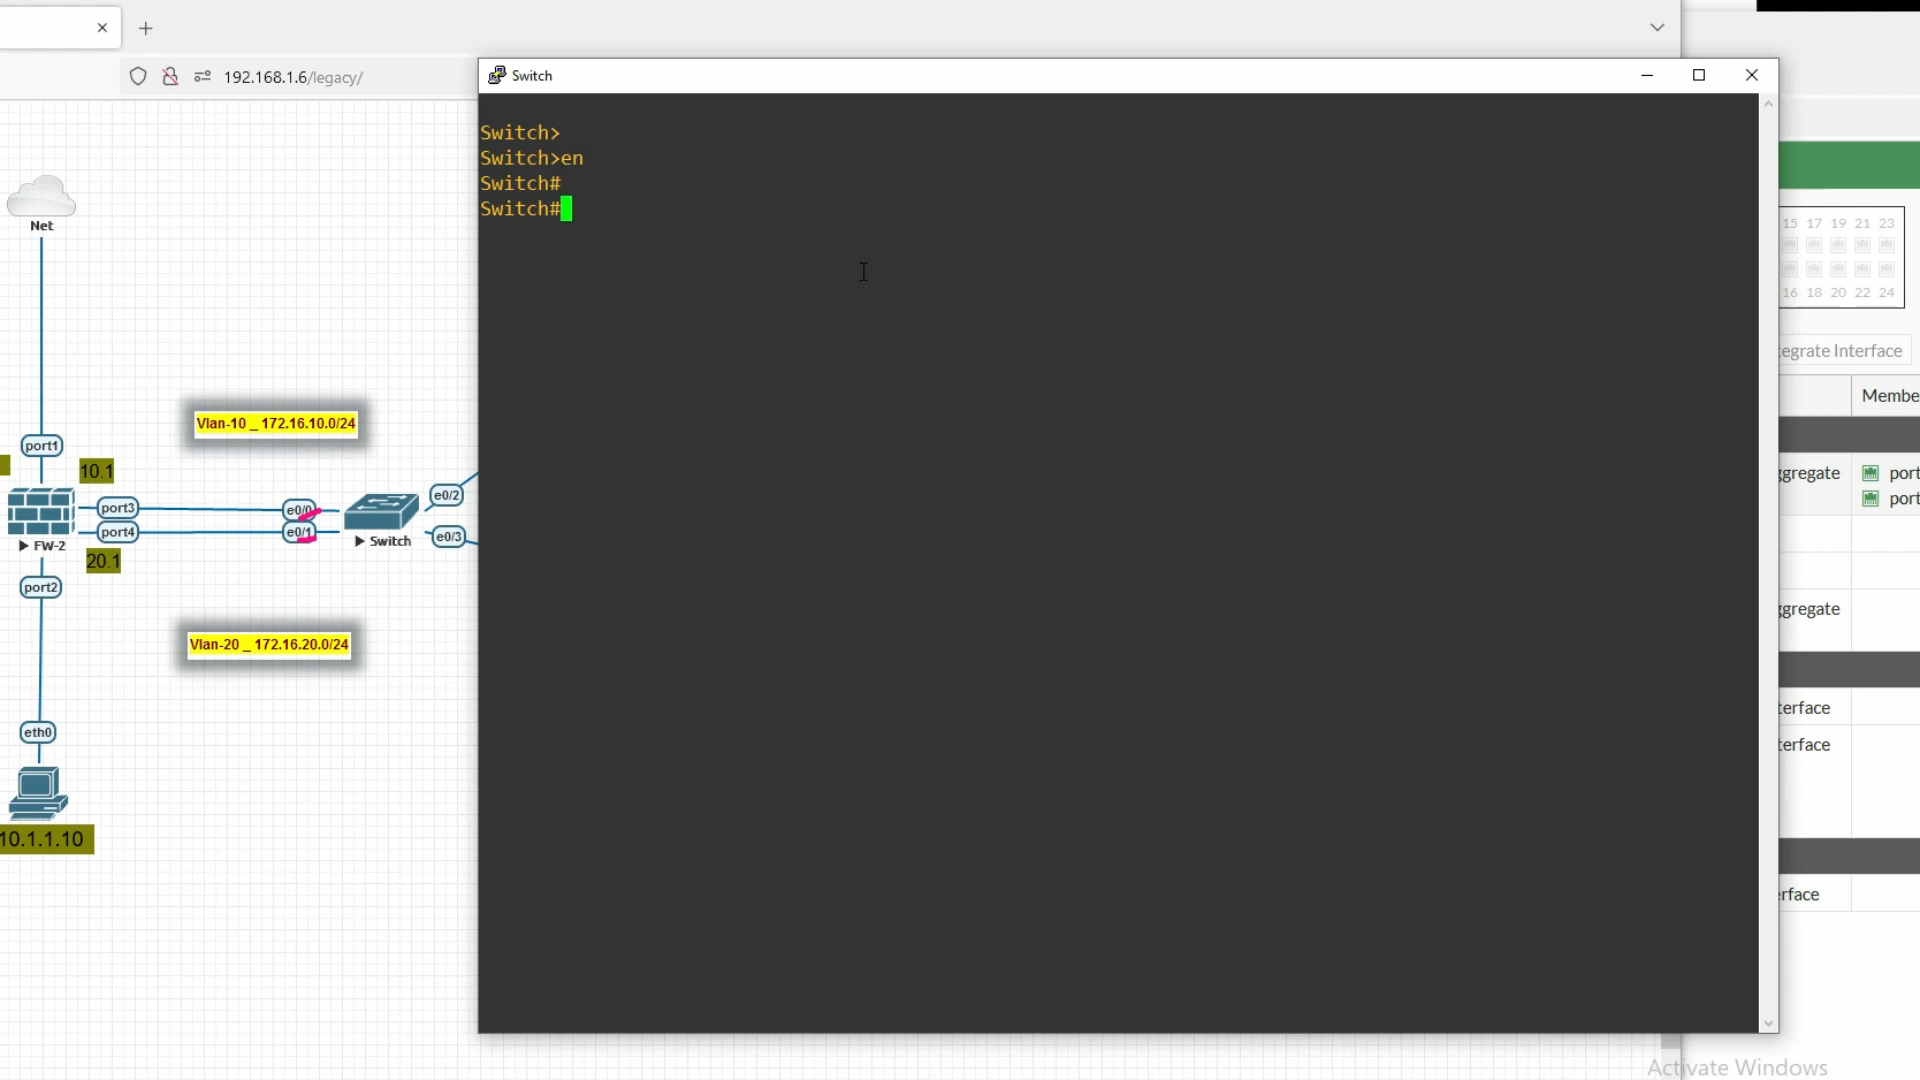 192.168.1.6/legacy/
Switch
Switch>
Switch>en
Switch#
Switch#
Net
port1
10.1
port3
port4
e0/0
e0/1
e0/2
e0/3
Switch
FW-2
20.1
port2
eth0
10.1.1.10
Vlan-10 _ 172.16.10.0/24
Vlan-20 _ 172.16.20.0/24
15 17 19 21 23
16 18 20 22 24
tegrate Interface
Membe
ggregate
port
port
ggregate
terface
terface
erface
Activate Windows